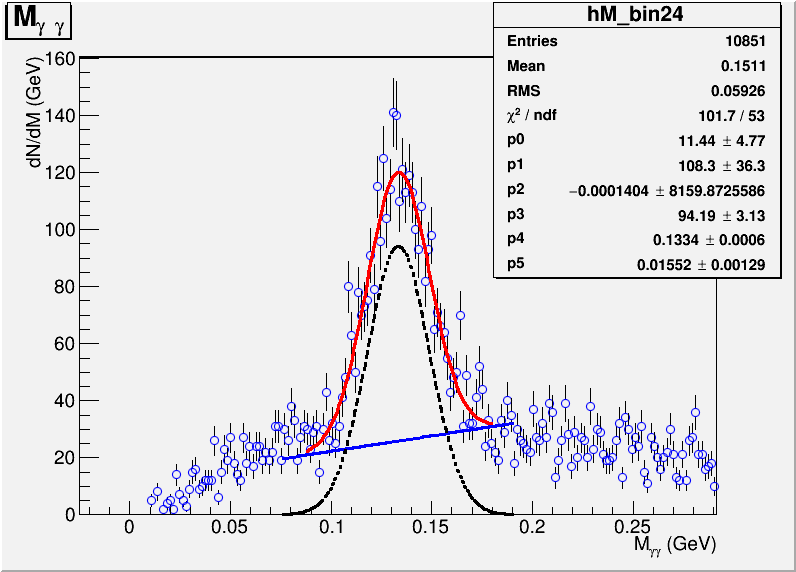 M γ γ
hM_bin24
Entries 10851
Mean 0.1511
RMS 0.05926
χ² / ndf 101.7 / 53
p0 11.44 ± 4.77
p1 108.3 ± 36.3
p2 −0.0001404 ± 8159.8725586
p3 94.19 ± 3.13
p4 0.1334 ± 0.0006
p5 0.01552 ± 0.00129
dN/dM (GeV)
160
140
120
100
80
60
40
20
0
0 0.05 0.1 0.15 0.2 0.25
Mγγ (GeV)